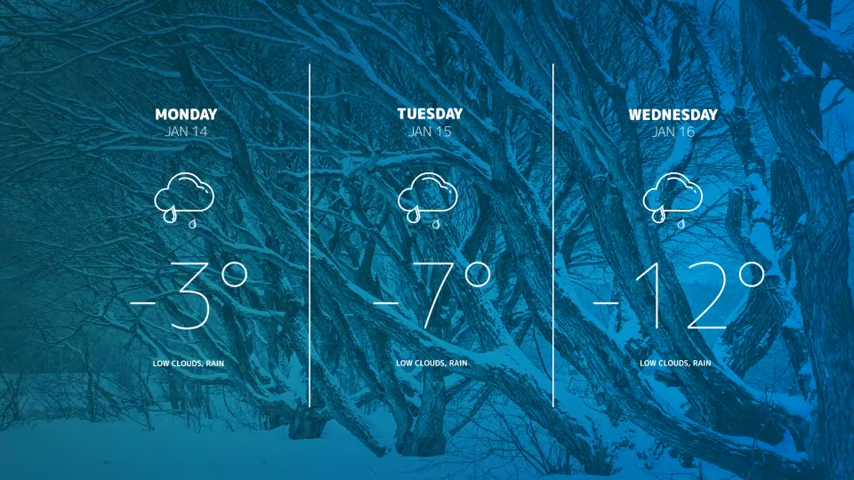 MONDAY
JAN 14
-3°
LOW CLOUDS, RAIN
TUESDAY
JAN 15
-7°
LOW CLOUDS, RAIN
WEDNESDAY
JAN 16
-12°
LOW CLOUDS, RAIN